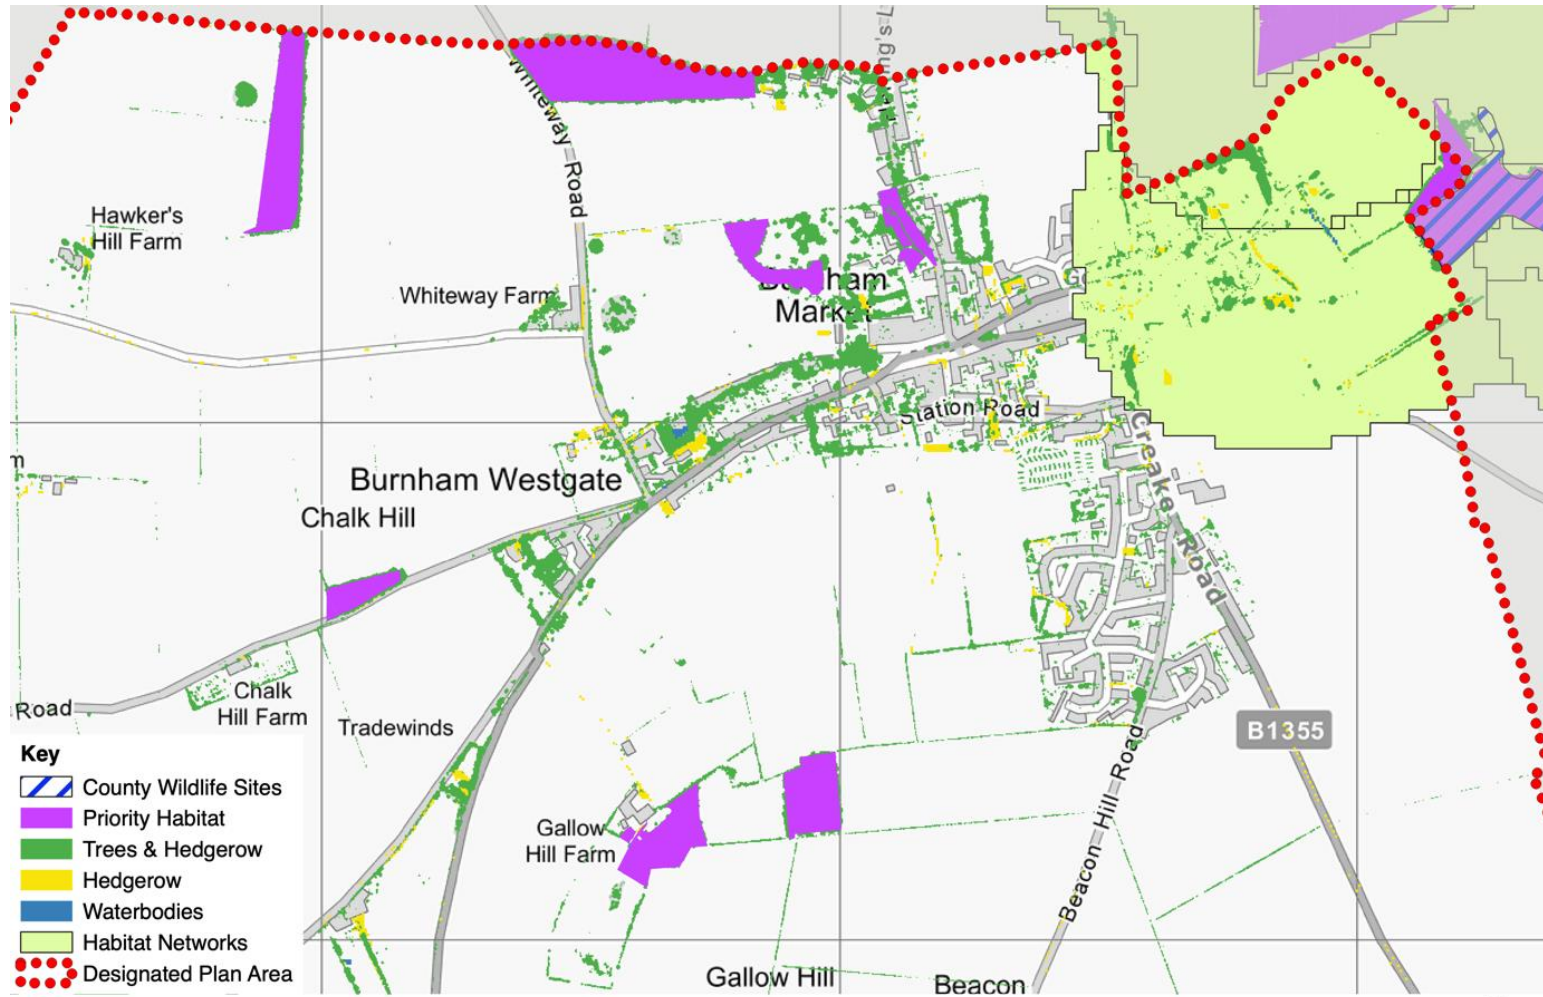 Whiteway Road
Hawker's
Hill Farm
Whiteway Farm
Market
Station Road
Burnham Westgate
Chalk Hill
Creake Road
Chalk
Hill Farm
Road
Tradewinds
B1355
Beacon Hill Road
Gallow
Hill Farm
Gallow Hill
Beacon
Key
County Wildlife Sites
Priority Habitat
Trees & Hedgerow
Hedgerow
Waterbodies
Habitat Networks
Designated Plan Area